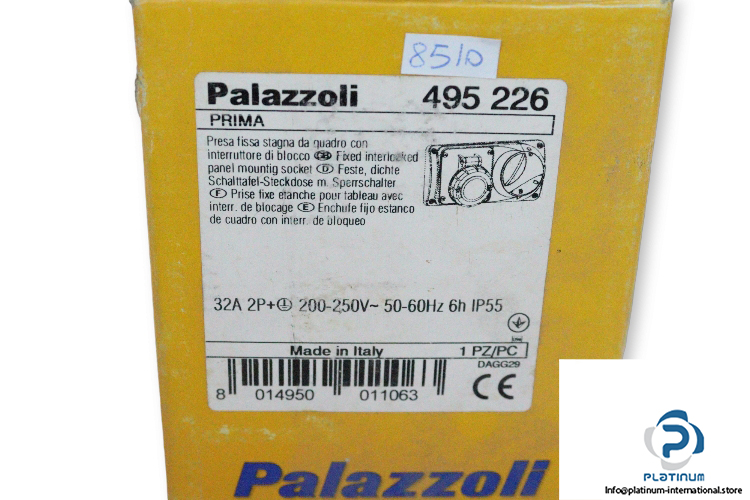 8510
Palazzoli 495 226
PRIMA
Presa fissa stagna da quadro con
interruttore di blocco GB Fixed interlocked
panel mountig socket D Feste, dichte
Schalttafel-Steckdose m. Sperrschalter
F Prise fixe etanche pour tableau avec
interr. de blocage E Enchufe fijo estanco
de cuadro con interr. de bloqueo
32A 2P+⏚ 200-250V~ 50-60Hz 6h IP55
Made in Italy 1 PZ/PC
DAGG29
8 014950 011063
CE
Palazzoli
PLATINUM
INTERNATIONAL
Info@platinum-international.store